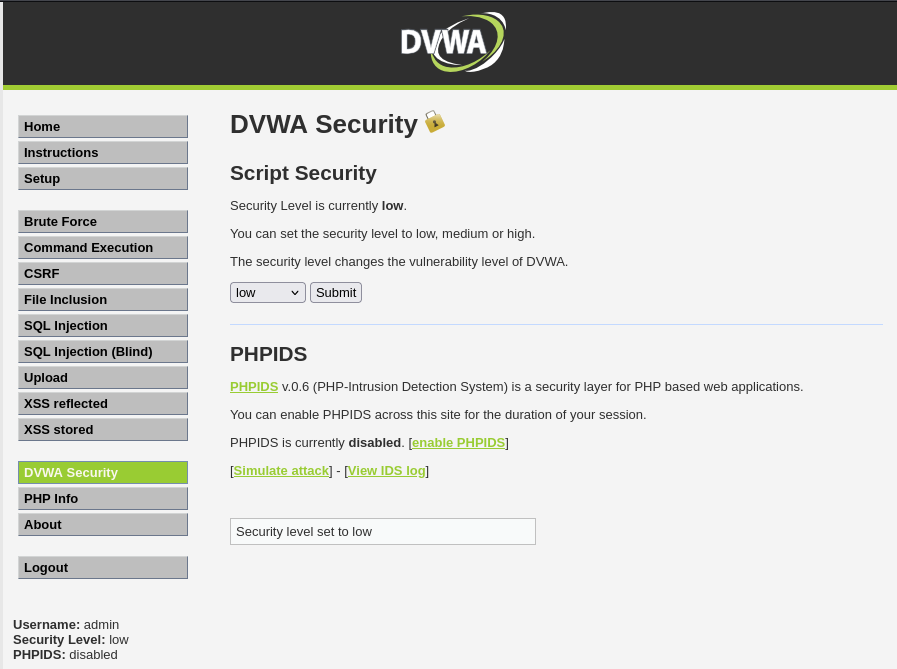 DVWA
Home
Instructions
Setup
Brute Force
Command Execution
CSRF
File Inclusion
SQL Injection
SQL Injection (Blind)
Upload
XSS reflected
XSS stored
DVWA Security
PHP Info
About
Logout
DVWA Security
Script Security
Security Level is currently low.
You can set the security level to low, medium or high.
The security level changes the vulnerability level of DVWA.
low Submit
PHPIDS
PHPIDS v.0.6 (PHP-Intrusion Detection System) is a security layer for PHP based web applications.
You can enable PHPIDS across this site for the duration of your session.
PHPIDS is currently disabled. [enable PHPIDS]
[Simulate attack] - [View IDS log]
Security level set to low
Username: admin
Security Level: low
PHPIDS: disabled